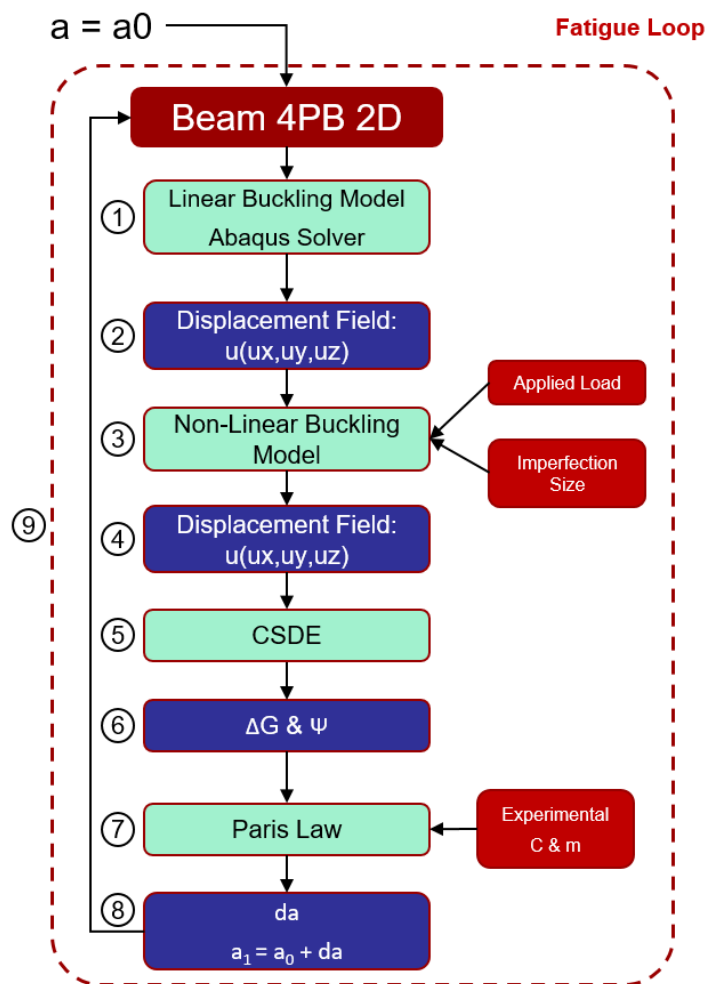 a = a0
Fatigue Loop
Beam 4PB 2D
①
Linear Buckling Model
Abaqus Solver
②
Displacement Field:
u(ux,uy,uz)
③
Non-Linear Buckling
Model
Applied Load
Imperfection
Size
④
Displacement Field:
u(ux,uy,uz)
⑤
CSDE
⑥
ΔG & Ψ
⑦
Paris Law
Experimental
C & m
⑧
da
a₁ = a₀ + da
⑨